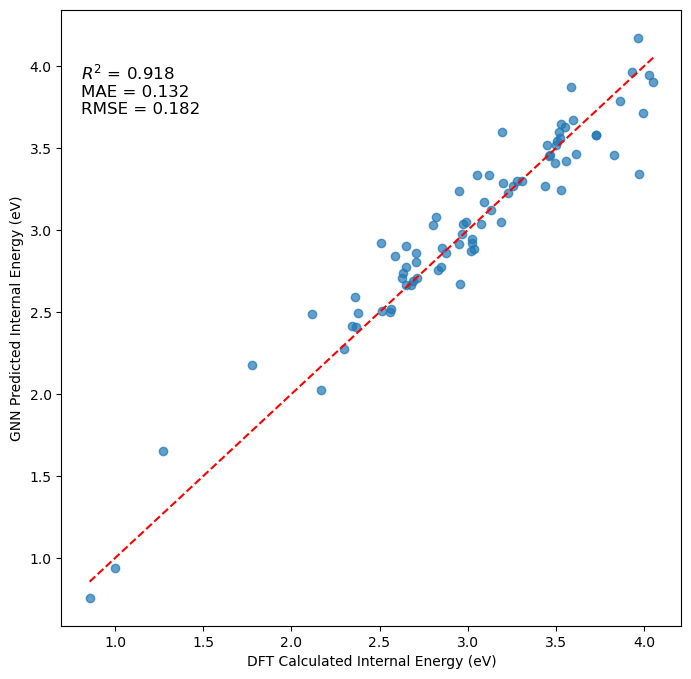 R² = 0.918
MAE = 0.132
RMSE = 0.182
GNN Predicted Internal Energy (eV)
4.0
3.5
3.0
2.5
2.0
1.5
1.0
1.0 1.5 2.0 2.5 3.0 3.5 4.0
DFT Calculated Internal Energy (eV)